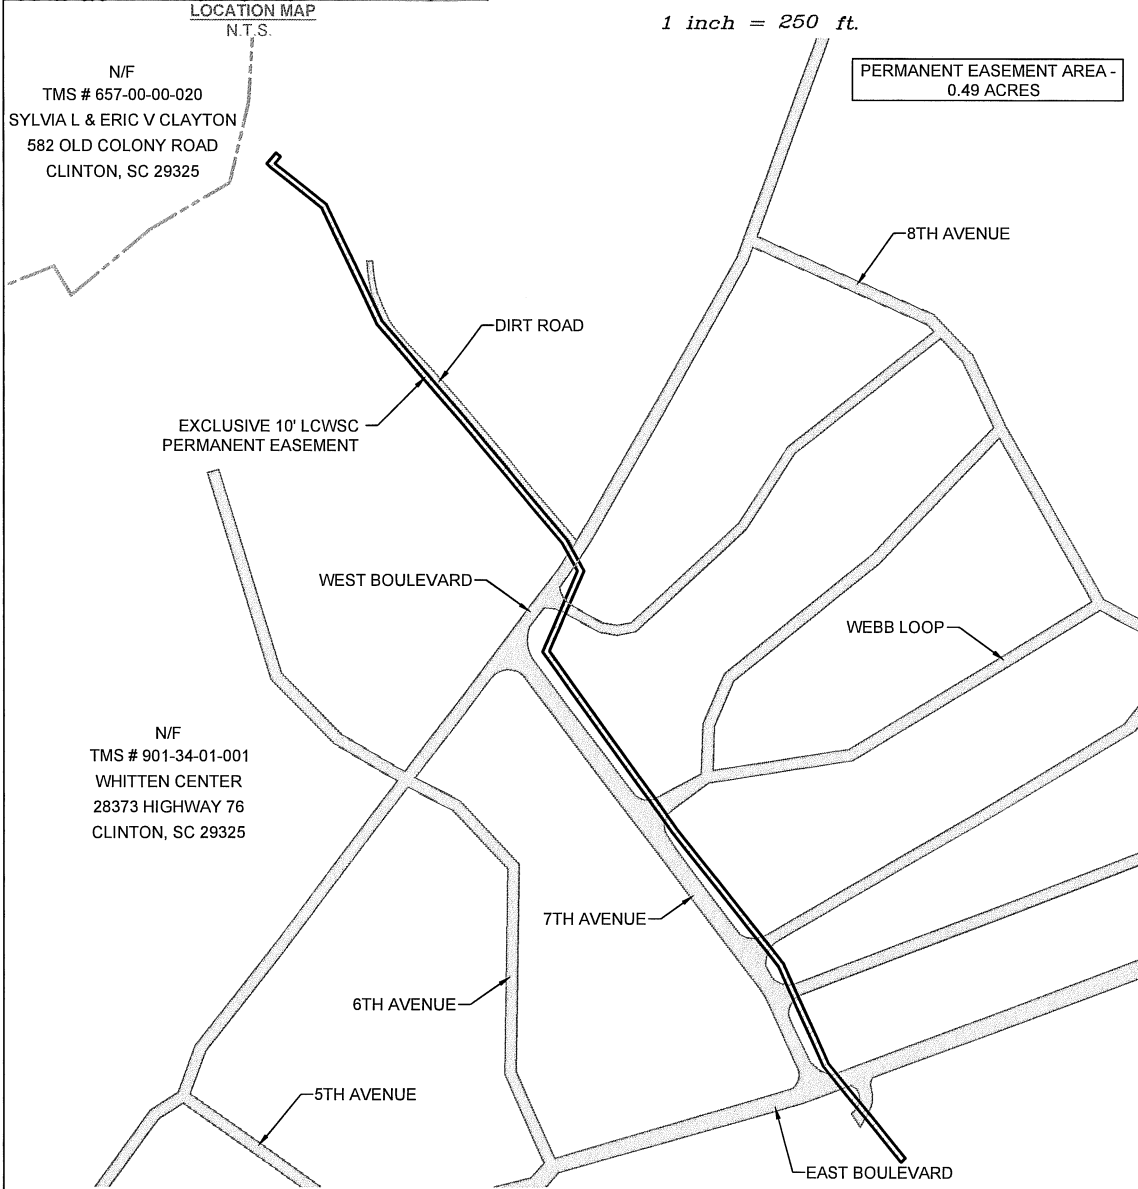 LOCATION MAP
N.T.S.
1 inch = 250 ft.
PERMANENT EASEMENT AREA -
0.49 ACRES
N/F
TMS # 657-00-00-020
SYLVIA L & ERIC V CLAYTON
582 OLD COLONY ROAD
CLINTON, SC 29325
8TH AVENUE
DIRT ROAD
EXCLUSIVE 10' LCWSC
PERMANENT EASEMENT
WEST BOULEVARD
WEBB LOOP
N/F
TMS # 901-34-01-001
WHITTEN CENTER
28373 HIGHWAY 76
CLINTON, SC 29325
7TH AVENUE
6TH AVENUE
5TH AVENUE
EAST BOULEVARD